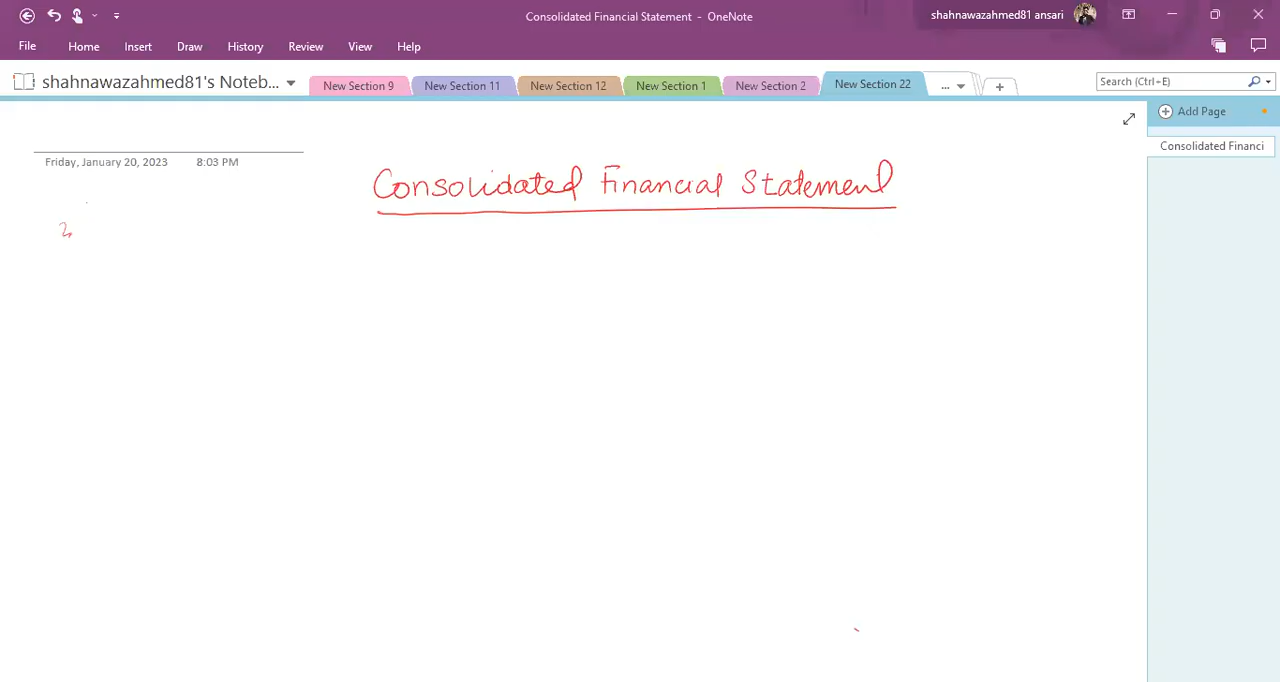 Consolidated Financial Statement - OneNote
shahnawazahmed81 ansari
File Home Insert Draw History Review View Help
shahnawazahmed81's Noteb...
New Section 9 New Section 11 New Section 12 New Section 1 New Section 2 New Section 22 ...
Search (Ctrl+E)
Add Page
Consolidated Financi
Friday, January 20, 2023 8:03 PM
Consolidated Financial Statement